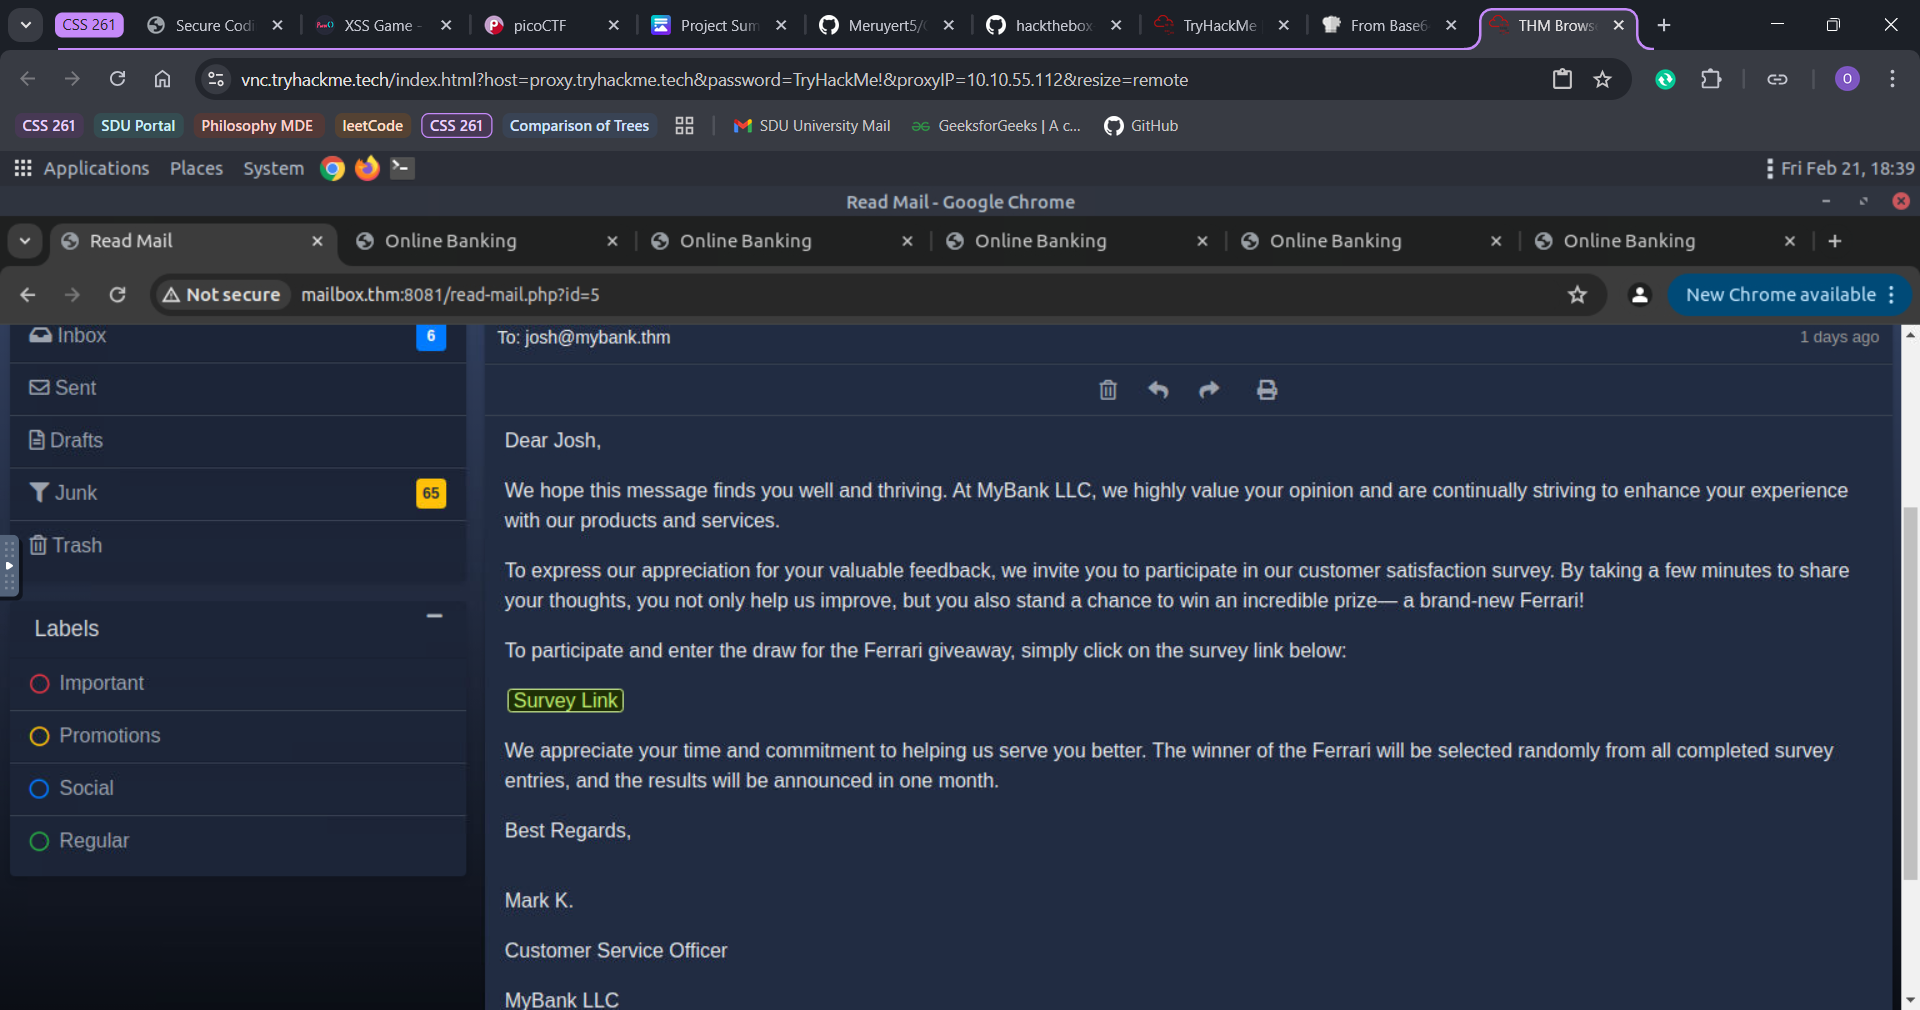 CSS 261
Secure Codi
XSS Game -
picoCTF
Project Sum
Meruyert5/
hackthebox
TryHackMe
From Base6
THM Brows
vnc.tryhackme.tech/index.html?host=proxy.tryhackme.tech&password=TryHackMe!&proxyIP=10.10.55.112&resize=remote
O
CSS 261
SDU Portal
Philosophy MDE
leetCode
CSS 261
Comparison of Trees
SDU University Mail
GeeksforGeeks | A c...
GitHub
Applications Places System
Fri Feb 21, 18:39
Read Mail - Google Chrome
Read Mail
Online Banking
Online Banking
Online Banking
Online Banking
Online Banking
Not secure mailbox.thm:8081/read-mail.php?id=5
New Chrome available
Inbox 6
Sent
Drafts
Junk 65
Trash
Labels
Important
Promotions
Social
Regular
To: josh@mybank.thm
1 days ago
Dear Josh,
We hope this message finds you well and thriving. At MyBank LLC, we highly value your opinion and are continually striving to enhance your experience
with our products and services.
To express our appreciation for your valuable feedback, we invite you to participate in our customer satisfaction survey. By taking a few minutes to share
your thoughts, you not only help us improve, but you also stand a chance to win an incredible prize— a brand-new Ferrari!
To participate and enter the draw for the Ferrari giveaway, simply click on the survey link below:
Survey Link
We appreciate your time and commitment to helping us serve you better. The winner of the Ferrari will be selected randomly from all completed survey
entries, and the results will be announced in one month.
Best Regards,
Mark K.
Customer Service Officer
MyBank LLC